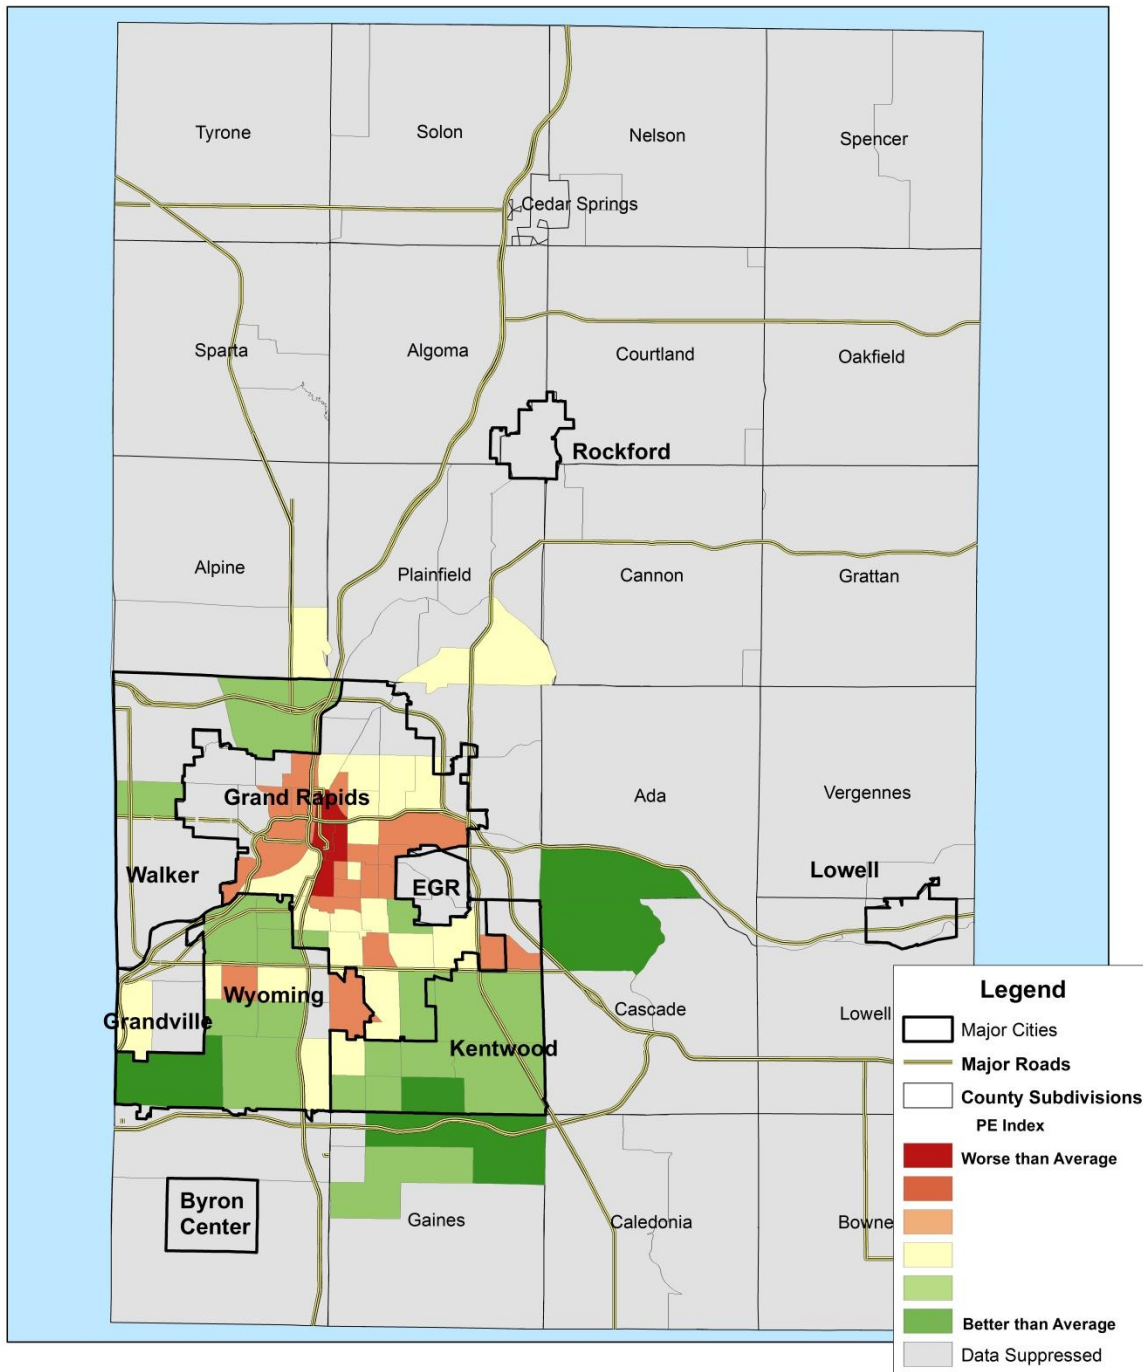 Tyrone
Solon
Nelson
Spencer
Cedar Springs
Sparta
Algoma
Courtland
Oakfield
Rockford
Alpine
Plainfield
Cannon
Grattan
Grand Rapids
Ada
Vergennes
Walker
EGR
Lowell
Wyoming
Grandville
Kentwood
Cascade
Lowell
Byron
Center
Gaines
Caledonia
Bowne
Legend
Major Cities
Major Roads
County Subdivisions
PE Index
Worse than Average
Better than Average
Data Suppressed